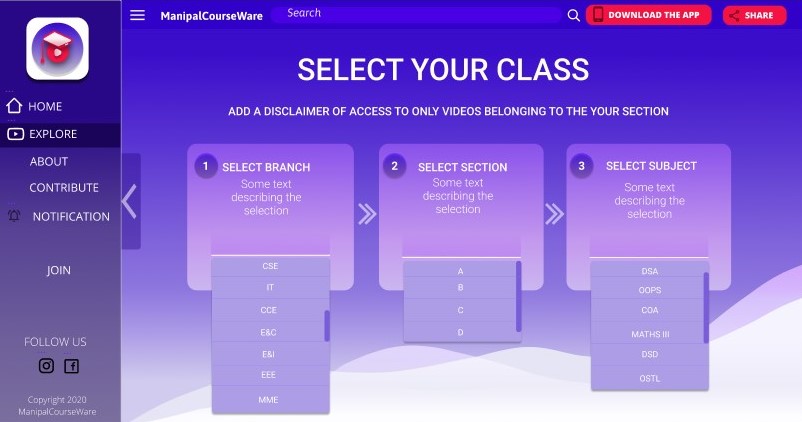 ManipalCourseWare
Search
DOWNLOAD THE APP
SHARE
HOME
EXPLORE
ABOUT
CONTRIBUTE
NOTIFICATION
JOIN
FOLLOW US
Copyright 2020
ManipalCourseWare
SELECT YOUR CLASS
ADD A DISCLAIMER OF ACCESS TO ONLY VIDEOS BELONGING TO THE YOUR SECTION
1 SELECT BRANCH
Some text
describing the
selection
CSE
IT
CCE
E&C
E&I
EEE
MME
2 SELECT SECTION
Some text
describing the
selection
A
B
C
D
3 SELECT SUBJECT
Some text
describing the
selection
DSA
OOPS
COA
MATHS III
DSD
OSTL